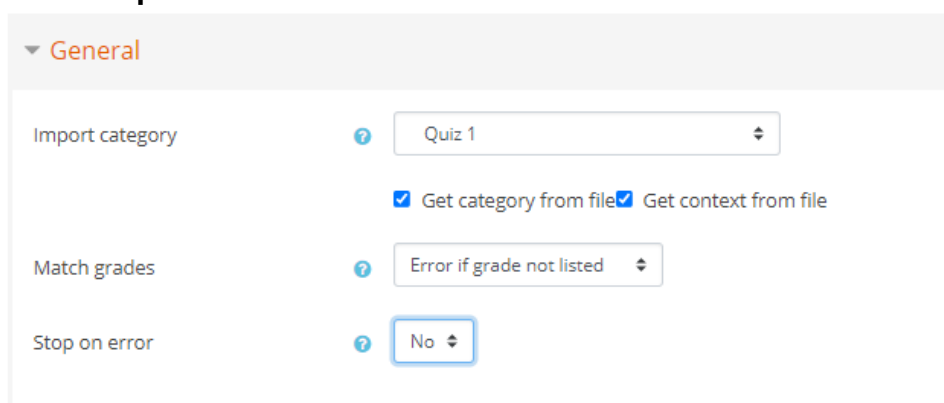 General
Import category
Quiz 1
Get category from file Get context from file
Match grades
Error if grade not listed
Stop on error
No